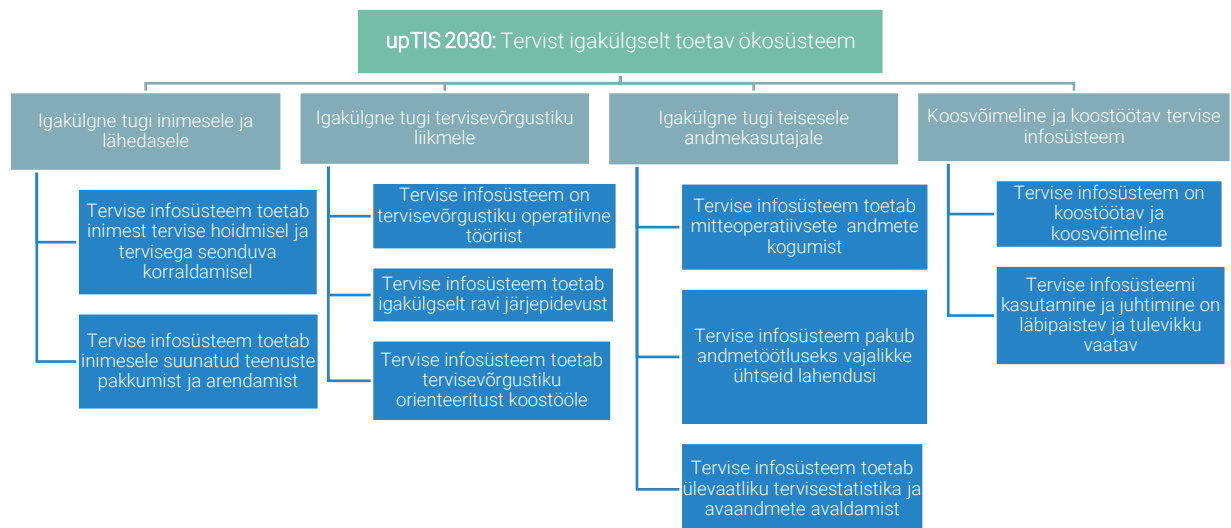 upTIS 2030: Tervist igakülgselt toetav ökosüsteem
Igakülgne tugi inimesele ja
lähedasele
Tervise infosüsteem toetab
inimest tervise hoidmisel ja
tervisega seonduva
korraldamisel
Tervise infosüsteem toetab
inimesele suunatud teenuste
pakkumist ja arendamist
Igakülgne tugi tervisevõrgustiku
liikmele
Tervise infosüsteem on
tervisevõrgustiku operatiivne
tööriist
Tervise infosüsteem toetab
igakülgselt ravi järjepidevust
Tervise infosüsteem toetab
tervisevõrgustiku
orienteeritust koostööle
Igakülgne tugi teisesele
andmekasutajale
Tervise infosüsteem toetab
mitteoperatiivsete andmete
kogumist
Tervise infosüsteem pakub
andmetöötluseks vajalikke
ühtseid lahendusi
Tervise infosüsteem toetab
ülevaatliku tervisestatistika ja
avaandmete avaldamist
Koosvõimeline ja koostöötav tervise
infosüsteem
Tervise infosüsteem on
koostöötav ja
koosvõimeline
Tervise infosüsteemi
kasutamine ja juhtimine on
läbipaistev ja tulevikku
vaatav